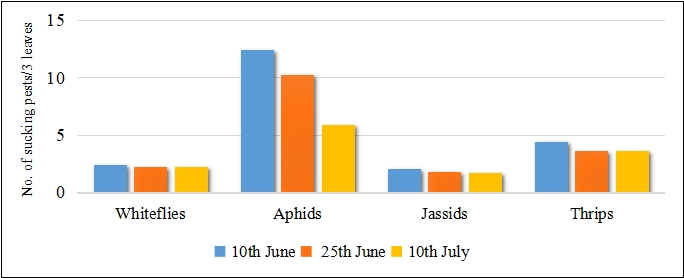 No. of sucking pests/3 leaves
15
10
5
0
Whiteflies Aphids Jassids Thrips
10th June 25th June 10th July